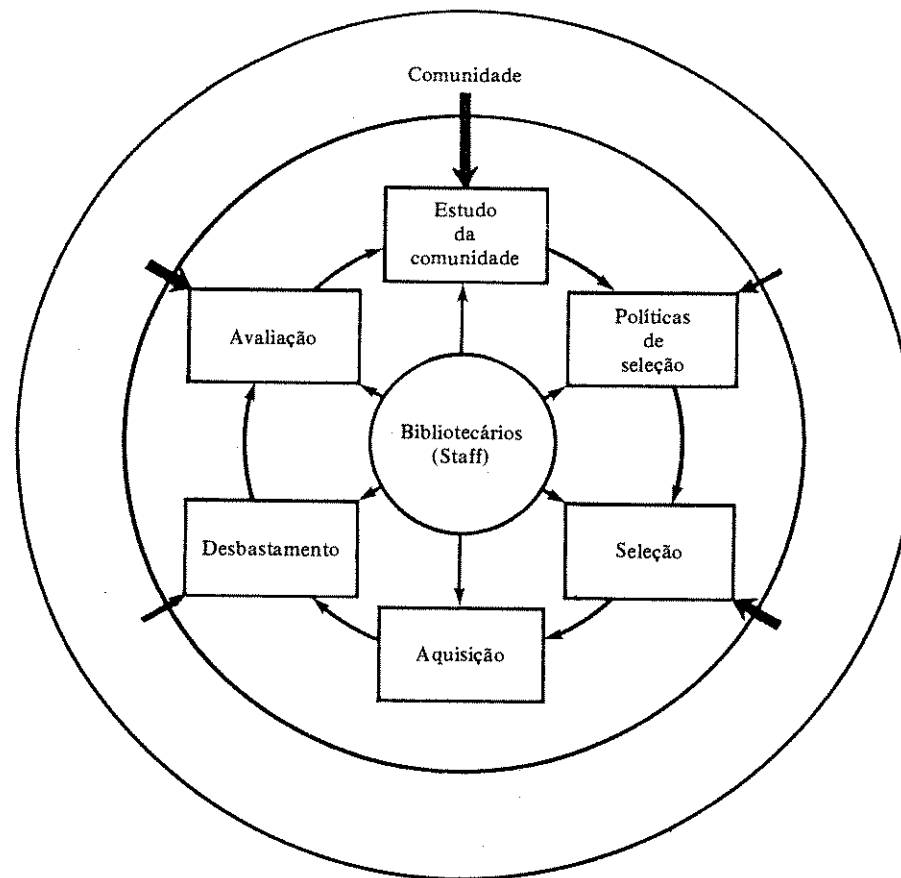 Comunidade
Estudo
da
comunidade
Avaliação
Políticas
de
seleção
Bibliotecários
(Staff)
Desbastamento
Seleção
Aquisição